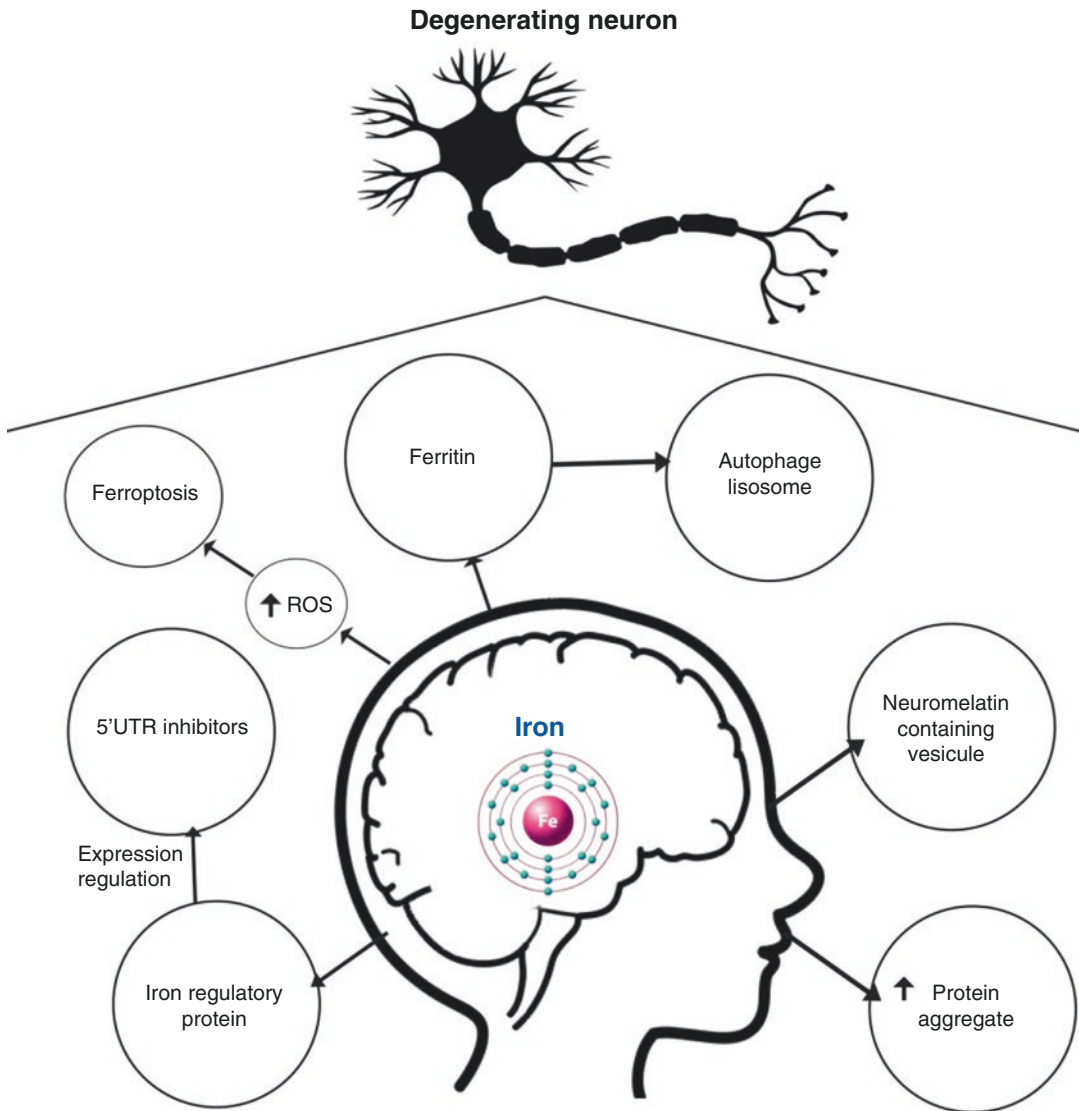 Degenerating neuron
Ferritin
Autophage
lisosome
Ferroptosis
↑ ROS
5'UTR inhibitors
Iron
Fe
Neuromelatin
containing
vesicule
Expression
regulation
Iron regulatory
protein
↑ Protein
aggregate